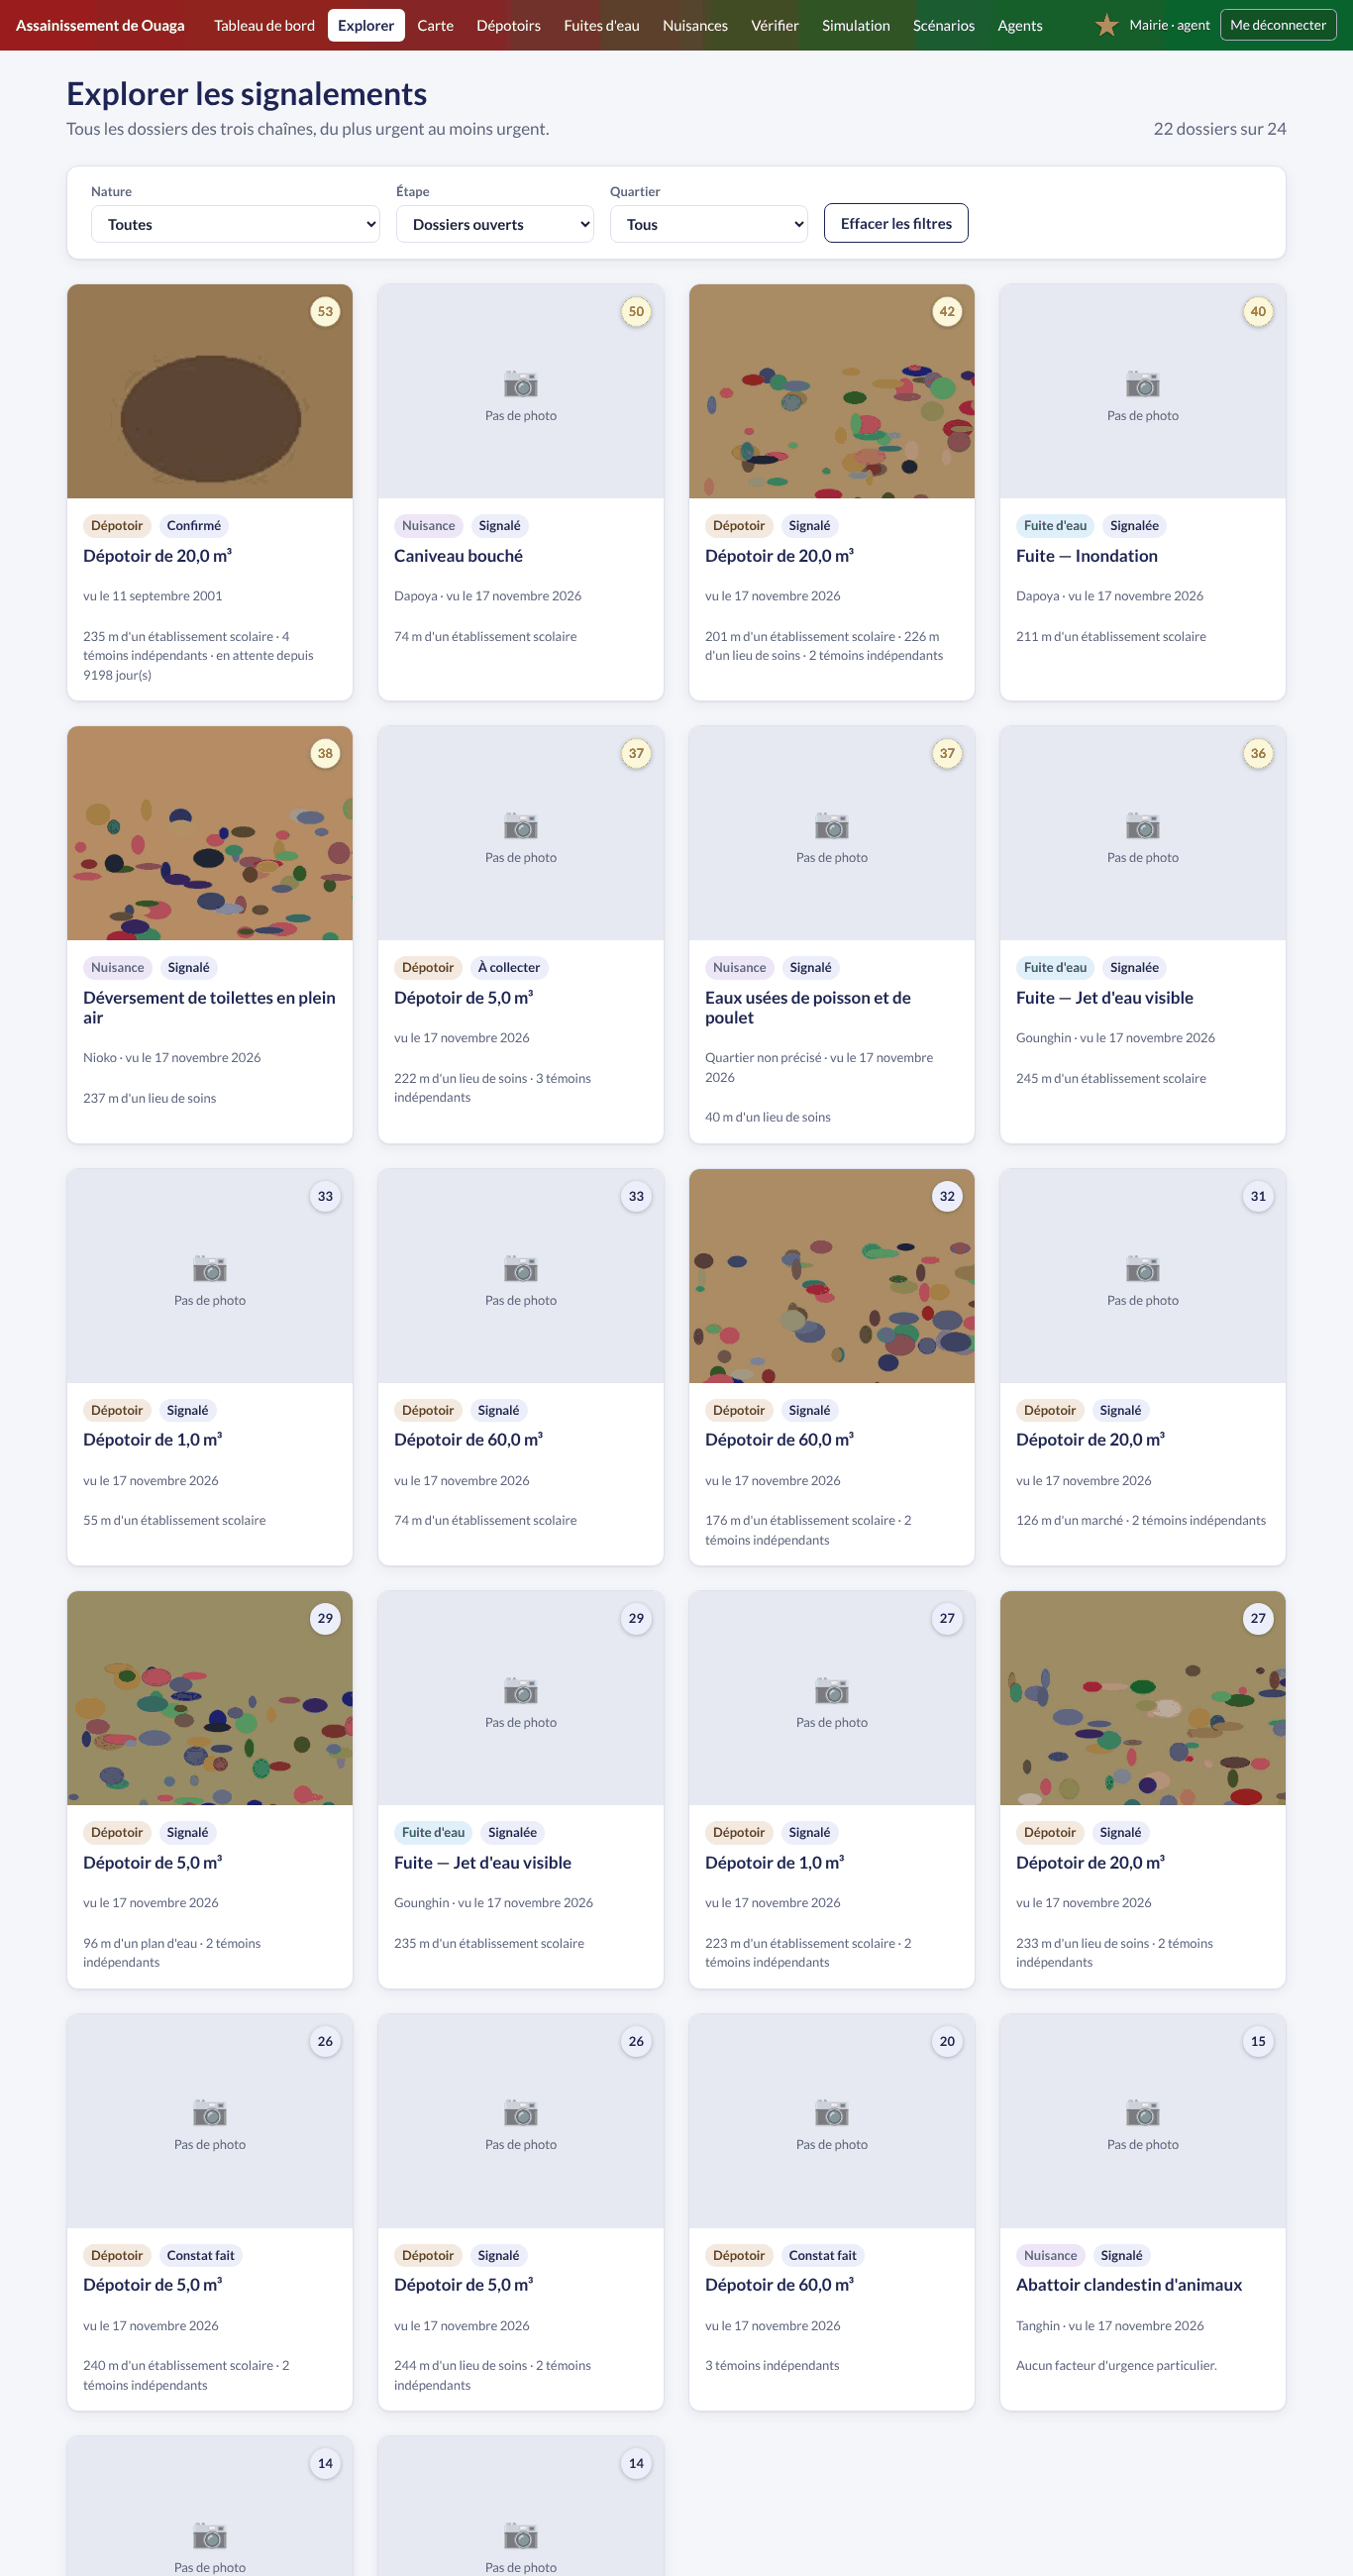 Assainissement de Ouaga Tableau de bord Explorer Carte Dépotoirs Fuites d'eau Nuisances Vérifier Simulation Scénarios Agents Mairie · agent Me déconnecter
Explorer les signalements
Tous les dossiers des trois chaînes, du plus urgent au moins urgent. 22 dossiers sur 24
Nature Étape Quartier
Toutes Dossiers ouverts Tous Effacer les filtres
53
Dépotoir Confirmé
Dépotoir de 20,0 m³
vu le 11 septembre 2001
235 m d'un établissement scolaire · 4
témoins indépendants · en attente depuis
9198 jour(s)
50
Pas de photo
Nuisance Signalé
Caniveau bouché
Dapoya · vu le 17 novembre 2026
74 m d'un établissement scolaire
42
Dépotoir Signalé
Dépotoir de 20,0 m³
vu le 17 novembre 2026
201 m d'un établissement scolaire · 226 m
d'un lieu de soins · 2 témoins indépendants
40
Pas de photo
Fuite d'eau Signalée
Fuite — Inondation
Dapoya · vu le 17 novembre 2026
211 m d'un établissement scolaire
38
Nuisance Signalé
Déversement de toilettes en plein
air
Nioko · vu le 17 novembre 2026
237 m d'un lieu de soins
37
Pas de photo
Dépotoir À collecter
Dépotoir de 5,0 m³
vu le 17 novembre 2026
222 m d'un lieu de soins · 3 témoins
indépendants
37
Pas de photo
Nuisance Signalé
Eaux usées de poisson et de
poulet
Quartier non précisé · vu le 17 novembre
2026
40 m d'un lieu de soins
36
Pas de photo
Fuite d'eau Signalée
Fuite — Jet d'eau visible
Gounghin · vu le 17 novembre 2026
245 m d'un établissement scolaire
33
Pas de photo
Dépotoir Signalé
Dépotoir de 1,0 m³
vu le 17 novembre 2026
55 m d'un établissement scolaire
33
Pas de photo
Dépotoir Signalé
Dépotoir de 60,0 m³
vu le 17 novembre 2026
74 m d'un établissement scolaire
32
Dépotoir Signalé
Dépotoir de 60,0 m³
vu le 17 novembre 2026
176 m d'un établissement scolaire · 2
témoins indépendants
31
Pas de photo
Dépotoir Signalé
Dépotoir de 20,0 m³
vu le 17 novembre 2026
126 m d'un marché · 2 témoins indépendants
29
Dépotoir Signalé
Dépotoir de 5,0 m³
vu le 17 novembre 2026
96 m d'un plan d'eau · 2 témoins
indépendants
29
Pas de photo
Fuite d'eau Signalée
Fuite — Jet d'eau visible
Gounghin · vu le 17 novembre 2026
235 m d'un établissement scolaire
27
Pas de photo
Dépotoir Signalé
Dépotoir de 1,0 m³
vu le 17 novembre 2026
223 m d'un établissement scolaire · 2
témoins indépendants
27
Dépotoir Signalé
Dépotoir de 20,0 m³
vu le 17 novembre 2026
233 m d'un lieu de soins · 2 témoins
indépendants
26
Pas de photo
Dépotoir Constat fait
Dépotoir de 5,0 m³
vu le 17 novembre 2026
240 m d'un établissement scolaire · 2
témoins indépendants
26
Pas de photo
Dépotoir Signalé
Dépotoir de 5,0 m³
vu le 17 novembre 2026
244 m d'un lieu de soins · 2 témoins
indépendants
20
Pas de photo
Dépotoir Constat fait
Dépotoir de 60,0 m³
vu le 17 novembre 2026
3 témoins indépendants
15
Pas de photo
Nuisance Signalé
Abattoir clandestin d'animaux
Tanghin · vu le 17 novembre 2026
Aucun facteur d'urgence particulier.
14
Pas de photo
14
Pas de photo